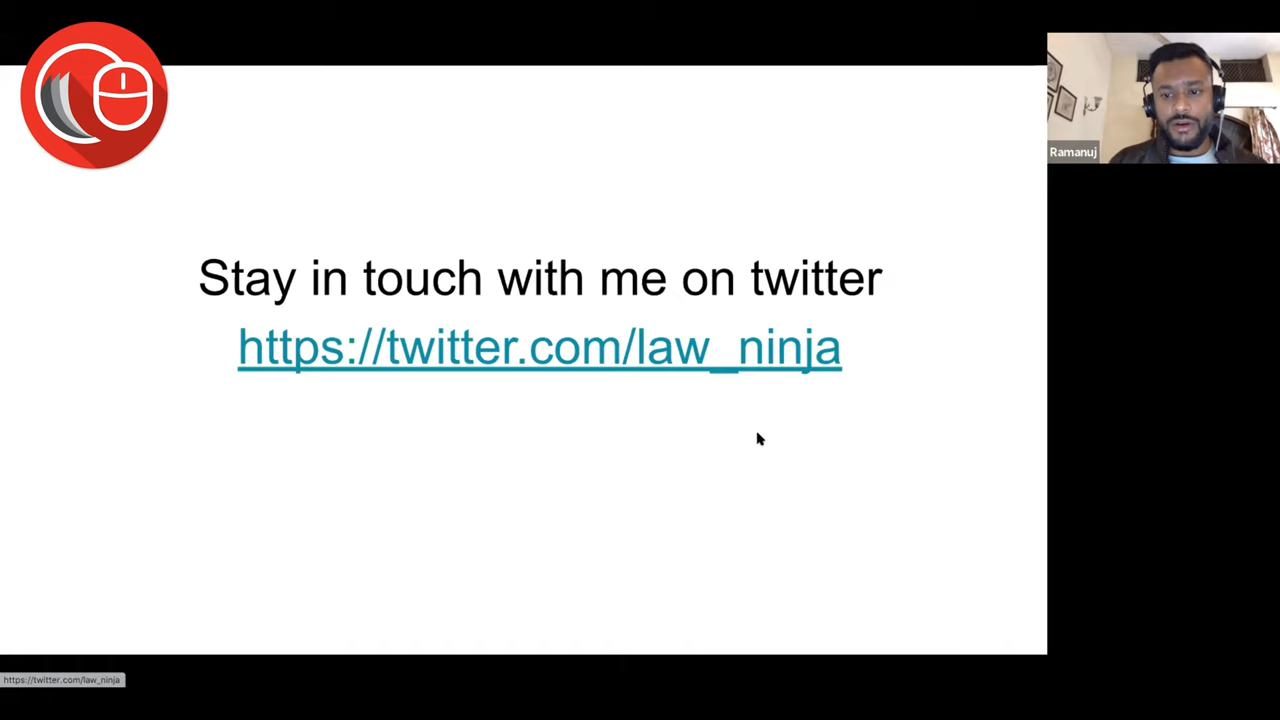 Ramanuj
Stay in touch with me on twitter
https://twitter.com/law_ninja
https://twitter.com/law_ninja